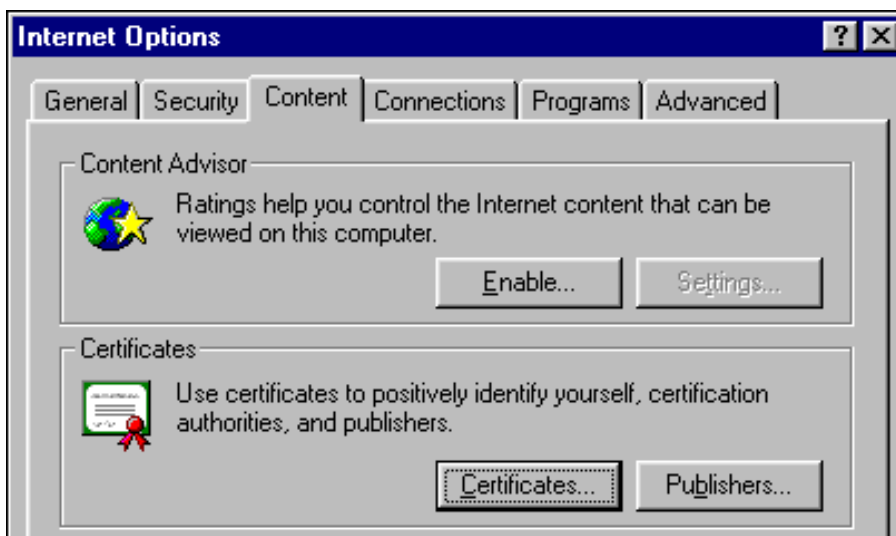 Internet Options
General Security Content Connections Programs Advanced
Content Advisor
Ratings help you control the Internet content that can be
viewed on this computer.
Enable... Settings...
Certificates
Use certificates to positively identify yourself, certification
authorities, and publishers.
Certificates... Publishers...